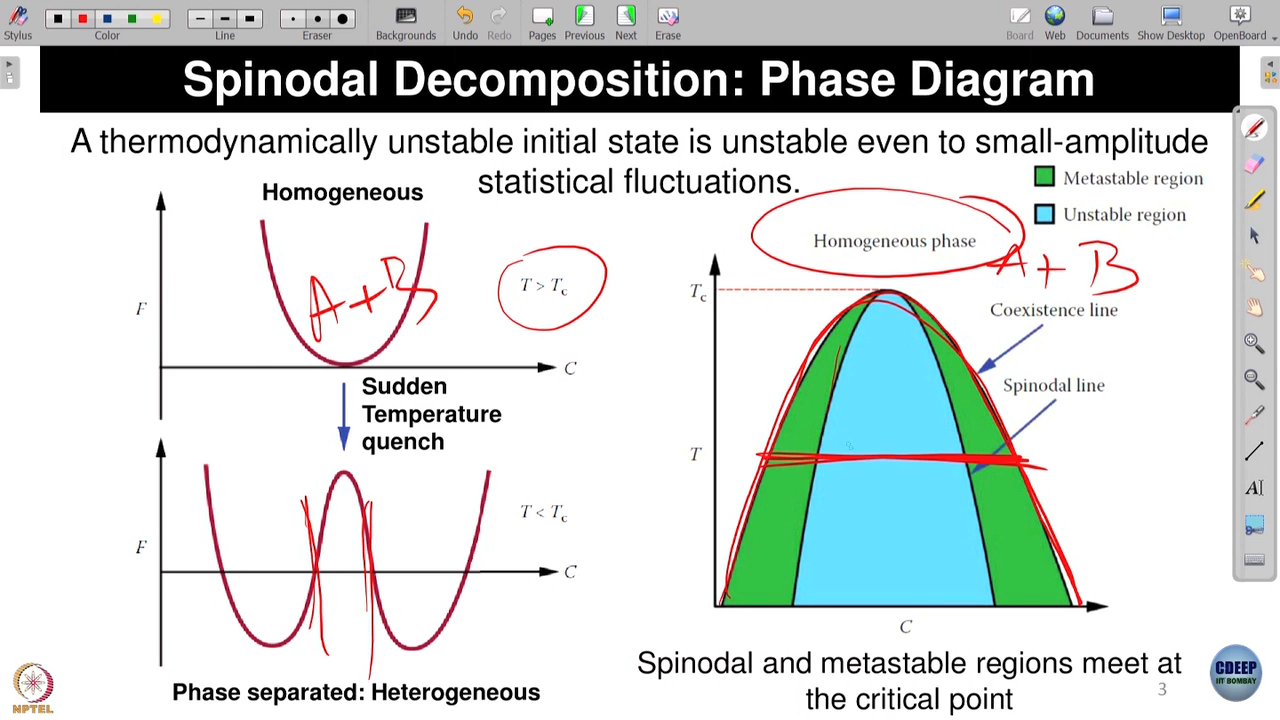 Stylus
Color
Line
Eraser
Backgrounds
Undo
Redo
Pages
Previous
Next
Erase
Board
Web
Documents
Show Desktop
OpenBoard
Spinodal Decomposition: Phase Diagram
A thermodynamically unstable initial state is unstable even to small-amplitude
statistical fluctuations.
Homogeneous
F
A+B
T > Tc
C
Sudden
Temperature
quench
F
T < Tc
C
Phase separated: Heterogeneous
Metastable region
Unstable region
Homogeneous phase
A + B
Tc
Coexistence line
Spinodal line
T
C
Spinodal and metastable regions meet at
the critical point
3
NPTEL
CDEEP
IIT BOMBAY
AI